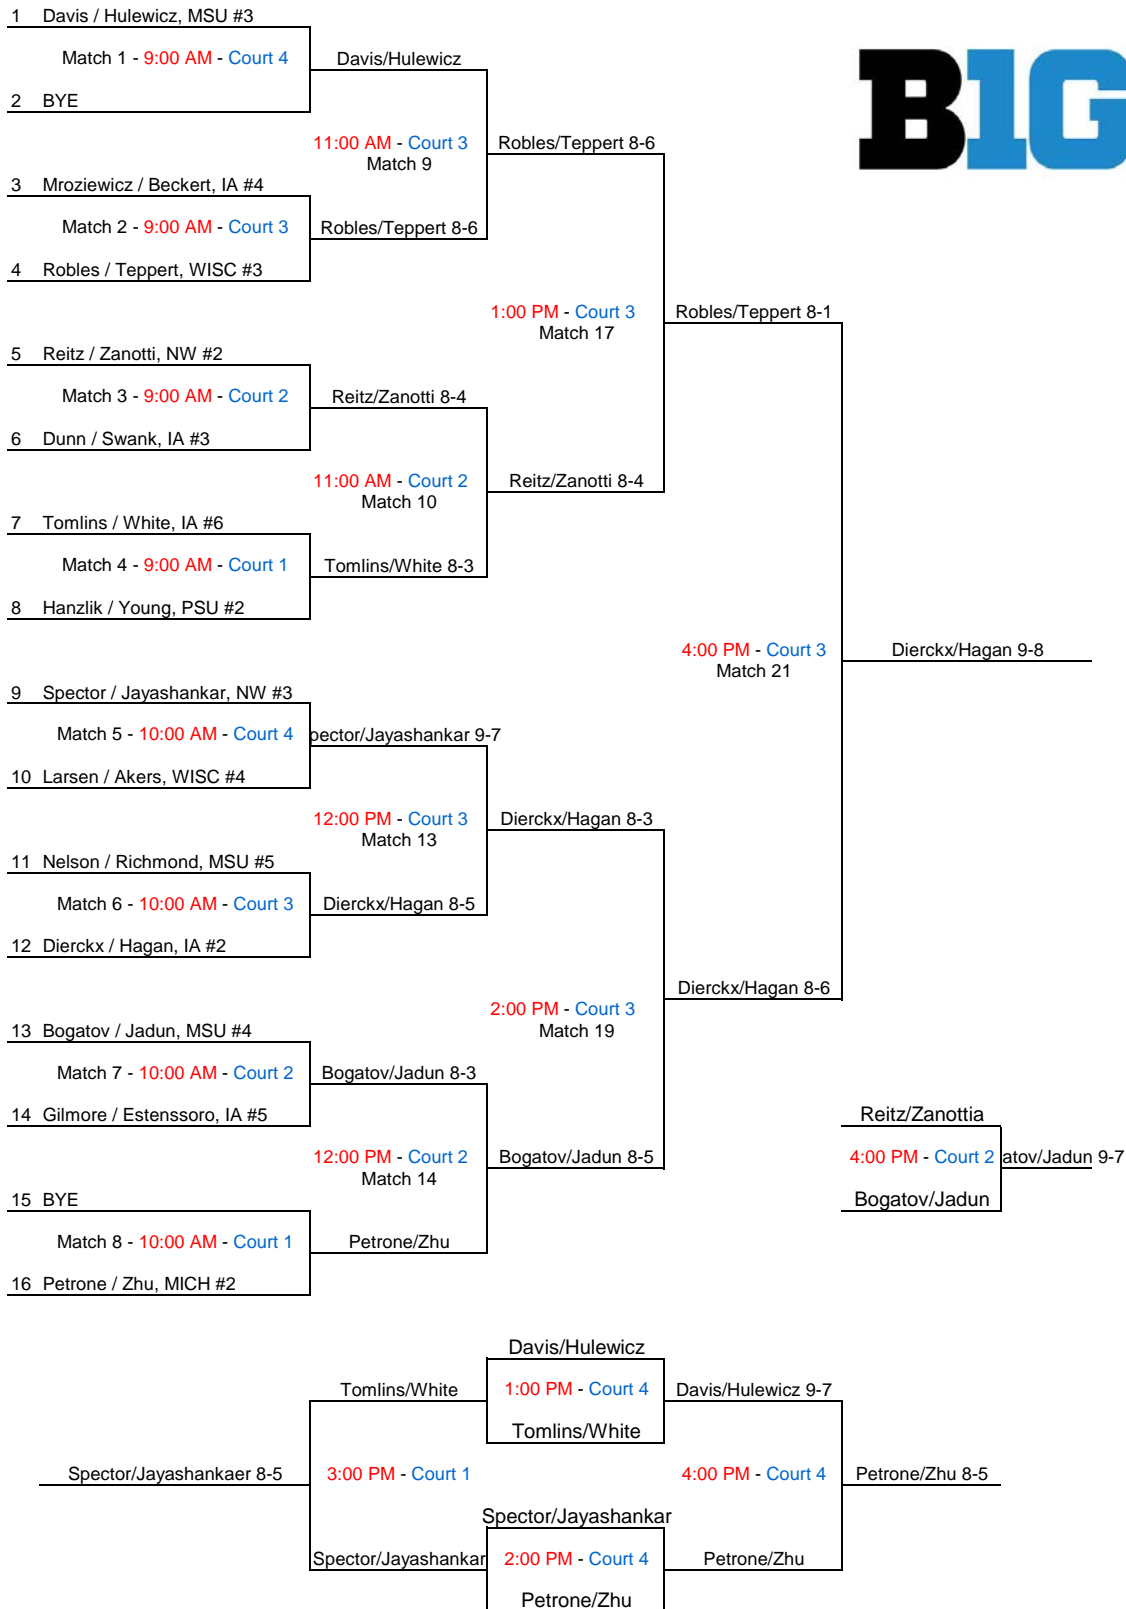 1 Davis / Hulewicz, MSU #3
Match 1 - 9:00 AM - Court 4
Davis/Hulewicz
2 BYE
B1G
11:00 AM - Court 3
Match 9
Robles/Teppert 8-6
3 Mroziewicz / Beckert, IA #4
Match 2 - 9:00 AM - Court 3
Robles/Teppert 8-6
4 Robles / Teppert, WISC #3
1:00 PM - Court 3
Match 17
Robles/Teppert 8-1
5 Reitz / Zanotti, NW #2
Match 3 - 9:00 AM - Court 2
Reitz/Zanotti 8-4
6 Dunn / Swank, IA #3
11:00 AM - Court 2
Match 10
Reitz/Zanotti 8-4
7 Tomlins / White, IA #6
Match 4 - 9:00 AM - Court 1
Tomlins/White 8-3
8 Hanzlik / Young, PSU #2
4:00 PM - Court 3
Match 21
Dierckx/Hagan 9-8
9 Spector / Jayashankar, NW #3
Match 5 - 10:00 AM - Court 4
pector/Jayashankar 9-7
10 Larsen / Akers, WISC #4
12:00 PM - Court 3
Match 13
Dierckx/Hagan 8-3
11 Nelson / Richmond, MSU #5
Match 6 - 10:00 AM - Court 3
Dierckx/Hagan 8-5
12 Dierckx / Hagan, IA #2
2:00 PM - Court 3
Match 19
Dierckx/Hagan 8-6
13 Bogatov / Jadun, MSU #4
Match 7 - 10:00 AM - Court 2
Bogatov/Jadun 8-3
14 Gilmore / Estenssoro, IA #5
12:00 PM - Court 2
Match 14
Bogatov/Jadun 8-5
Reitz/Zanottia
4:00 PM - Court 2
atov/Jadun 9-7
Bogatov/Jadun
15 BYE
Match 8 - 10:00 AM - Court 1
Petrone/Zhu
16 Petrone / Zhu, MICH #2
Davis/Hulewicz
Tomlins/White
1:00 PM - Court 4
Davis/Hulewicz 9-7
Tomlins/White
Spector/Jayashankaer 8-5
3:00 PM - Court 1
4:00 PM - Court 4
Petrone/Zhu 8-5
Spector/Jayashankar
Spector/Jayashankar
2:00 PM - Court 4
Petrone/Zhu
Petrone/Zhu